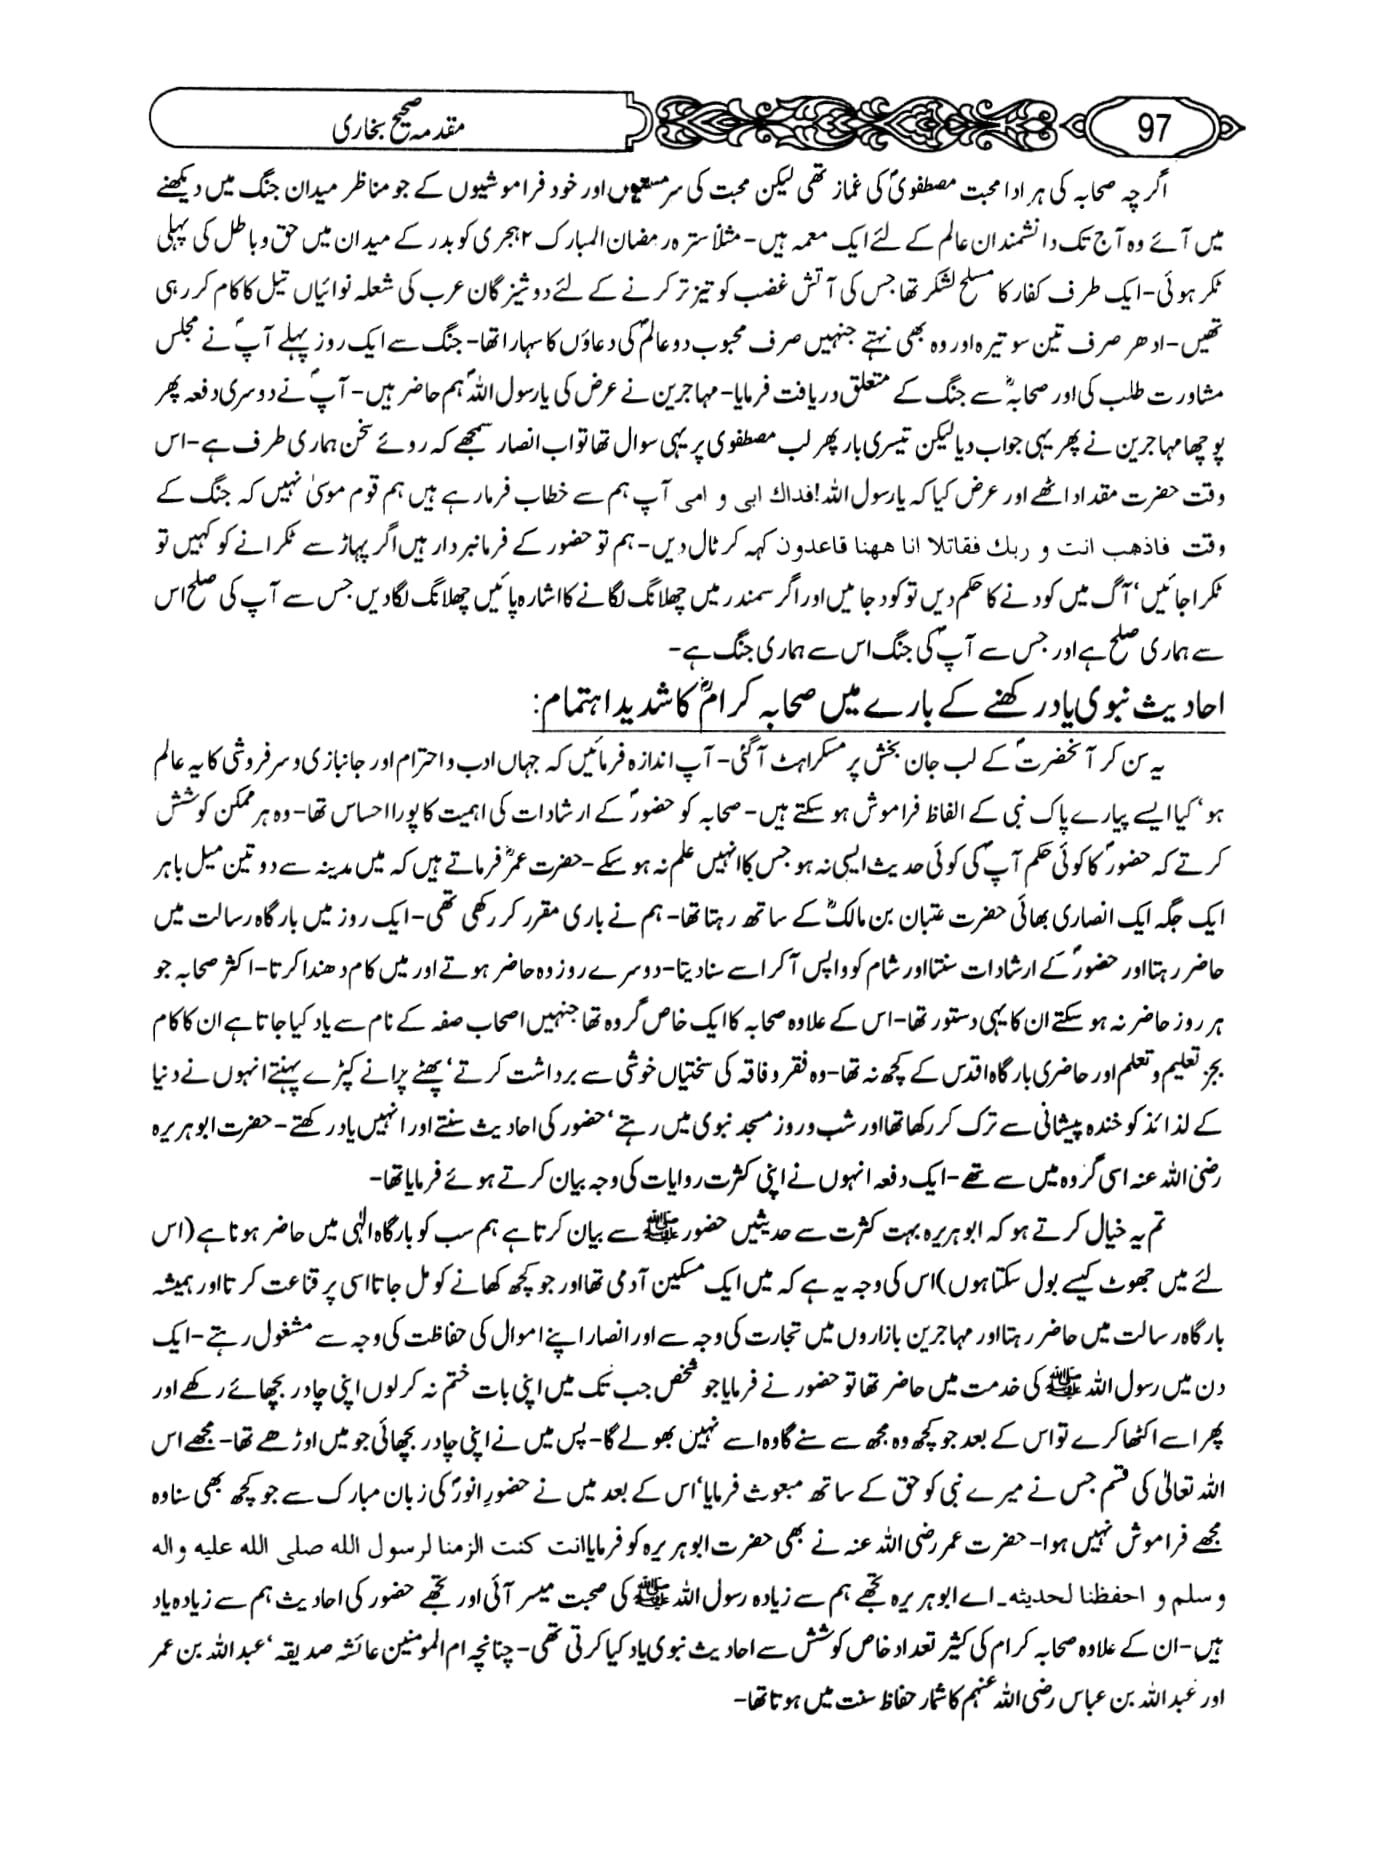 97
مقدمہ صحیح بخاری
اگرچہ صحابہ کی ہر ادا محبت مصطفویؐ کی غماز تھی لیکن محبت کی سرمستیوں اور خود فراموشیوں کے جو مناظر میدان جنگ میں دیکھنے
میں آئے وہ آج تک دانشمندان عالم کے لئے ایک معمہ ہیں- مثلاً سترہ رمضان المبارک ۲ہجری کو بدر کے میدان میں حق و باطل کی پہلی
ٹکر ہوئی- ایک طرف کفار کا مسلح لشکر تھا جس کی آتش غضب کو تیز تر کرنے کے لئے دوشیزگان عرب کی شعلہ نوائیاں تیل کا کام کر رہی
تھیں- ادھر صرف تین سو تیرہ اور وہ بھی نہتے جنہیں صرف محبوب دو عالمؐ کی دعاؤں کا سہارا تھا- جنگ سے ایک روز پہلے آپؐ نے مجلس
مشاورت طلب کی اور صحابہؓ سے جنگ کے متعلق دریافت فرمایا- مہاجرین نے عرض کی یا رسول اللہؐ ہم حاضر ہیں- آپؐ نے دوسری دفعہ پھر
پوچھا مہاجرین نے پھر یہی جواب دیا لیکن تیسری بار پھر لب مصطفوی پر یہی سوال تھا تو اب انصار سمجھے کہ روئے سخن ہماری طرف ہے- اس
وقت حضرت مقداد اٹھے اور عرض کیا کہ یا رسول اللہ! فداك ابی و امی آپ ہم سے خطاب فرما رہے ہیں ہم قوم موسیٰ نہیں کہ جنگ کے
وقت فاذهب انت و ربك فقاتلا انا ههنا قاعدون کہہ کر ٹال دیں- ہم تو حضور کے فرمانبردار ہیں اگر پہاڑ سے ٹکرانے کو کہیں تو
ٹکرا جائیں‘ آگ میں کودنے کا حکم دیں تو کود جائیں اور اگر سمندر میں چھلانگ لگانے کا اشارہ پائیں چھلانگ لگا دیں جس سے آپ کی صلح اس
سے ہماری صلح ہے اور جس سے آپؐ کی جنگ اس سے ہماری جنگ ہے-
احادیث نبوی یاد رکھنے کے بارے میں صحابہ کرامؓ کا شدید اہتمام:
یہ سن کر آنحضرتؐ کے لب جان بخش پر مسکراہٹ آگئی- آپ اندازہ فرمائیں کہ جہاں ادب و احترام اور جانبازی و سرفروشی کا یہ عالم
ہو‘ کیا ایسے پیارے پاک نبی کے الفاظ فراموش ہو سکتے ہیں- صحابہ کو حضورؐ کے ارشادات کی اہمیت کا پورا احساس تھا- وہ ہر ممکن کوشش
کرتے کہ حضورؐ کا کوئی حکم آپؐ کی کوئی حدیث ایسی نہ ہو جس کا انہیں علم نہ ہو سکے- حضرت عمرؓ فرماتے ہیں کہ میں مدینہ سے دو تین میل باہر
ایک جگہ ایک انصاری بھائی حضرت عتبان بن مالکؓ کے ساتھ رہتا تھا- ہم نے باری مقرر کر رکھی تھی- ایک روز میں بارگاہ رسالت میں
حاضر رہتا اور حضورؐ کے ارشادات سنتا اور شام کو واپس آکر اسے سنا دیتا- دوسرے روز وہ حاضر ہوتے اور میں کام دھندا کرتا- اکثر صحابہ جو
ہر روز حاضر نہ ہو سکتے ان کا یہی دستور تھا- اس کے علاوہ صحابہ کا ایک خاص گروہ تھا جنہیں اصحاب صفہ کے نام سے یاد کیا جاتا ہے ان کا کام
بجز تعلیم و تعلم اور حاضری بارگاہ اقدس کے کچھ نہ تھا- وہ فقر و فاقہ کی سختیاں خوشی سے برداشت کرتے‘ پھٹے پرانے کپڑے پہنتے انہوں نے دنیا
کے لذائذ کو خندہ پیشانی سے ترک کر رکھا تھا اور شب و روز مسجد نبوی میں رہتے‘ حضور کی احادیث سنتے اور انہیں یاد رکھتے- حضرت ابو ہریرہ
رضی اللہ عنہ اسی گروہ میں سے تھے- ایک دفعہ انہوں نے اپنی کثرت روایات کی وجہ بیان کرتے ہوئے فرمایا تھا-
تم یہ خیال کرتے ہو کہ ابو ہریرہ بہت کثرت سے حدیثیں حضور ﷺ سے بیان کرتا ہے ہم سب کو بارگاہ الٰہی میں حاضر ہونا ہے (اس
لئے میں جھوٹ کیسے بول سکتا ہوں) اس کی وجہ یہ ہے کہ میں ایک مسکین آدمی تھا اور جو کچھ کھانے کو مل جاتا اسی پر قناعت کرتا اور ہمیشہ
بارگاہ رسالت میں حاضر رہتا اور مہاجرین بازاروں میں تجارت کی وجہ سے اور انصار اپنے اموال کی حفاظت کی وجہ سے مشغول رہتے- ایک
دن میں رسول اللہ ﷺ کی خدمت میں حاضر تھا تو حضور نے فرمایا جو شخص جب تک میں اپنی بات ختم نہ کر لوں اپنی چادر بچھائے رکھے اور
پھر اسے اکٹھا کرے تو اس کے بعد جو کچھ وہ مجھ سے سنے گا وہ اسے نہیں بھولے گا- پس میں نے اپنی چادر بچھائی جو میں اوڑھے تھا- مجھے اس
اللہ تعالیٰ کی قسم جس نے میرے نبی کو حق کے ساتھ مبعوث فرمایا‘ اس کے بعد میں نے حضورِ انورؐ کی زبان مبارک سے جو کچھ بھی سنا وہ
مجھے فراموش نہیں ہوا- حضرت عمر رضی اللہ عنہ نے بھی حضرت ابو ہریرہ کو فرمایا انت کنت الزمنا لرسول الله صلی الله علیه واله
وسلم و احفظنا لحدیثه۔ اے ابو ہریرہ تجھے ہم سے زیادہ رسول اللہ ﷺ کی صحبت میسر آئی اور تجھے حضور کی احادیث ہم سے زیادہ یاد
ہیں- ان کے علاوہ صحابہ کرام کی کثیر تعداد خاص کوشش سے احادیث نبوی یاد کیا کرتی تھی- چنانچہ ام المومنین عائشہ صدیقہ‘ عبداللہ بن عمر
اور عبداللہ بن عباس رضی اللہ عنہم کا شمار حفاظ سنت میں ہوتا تھا-